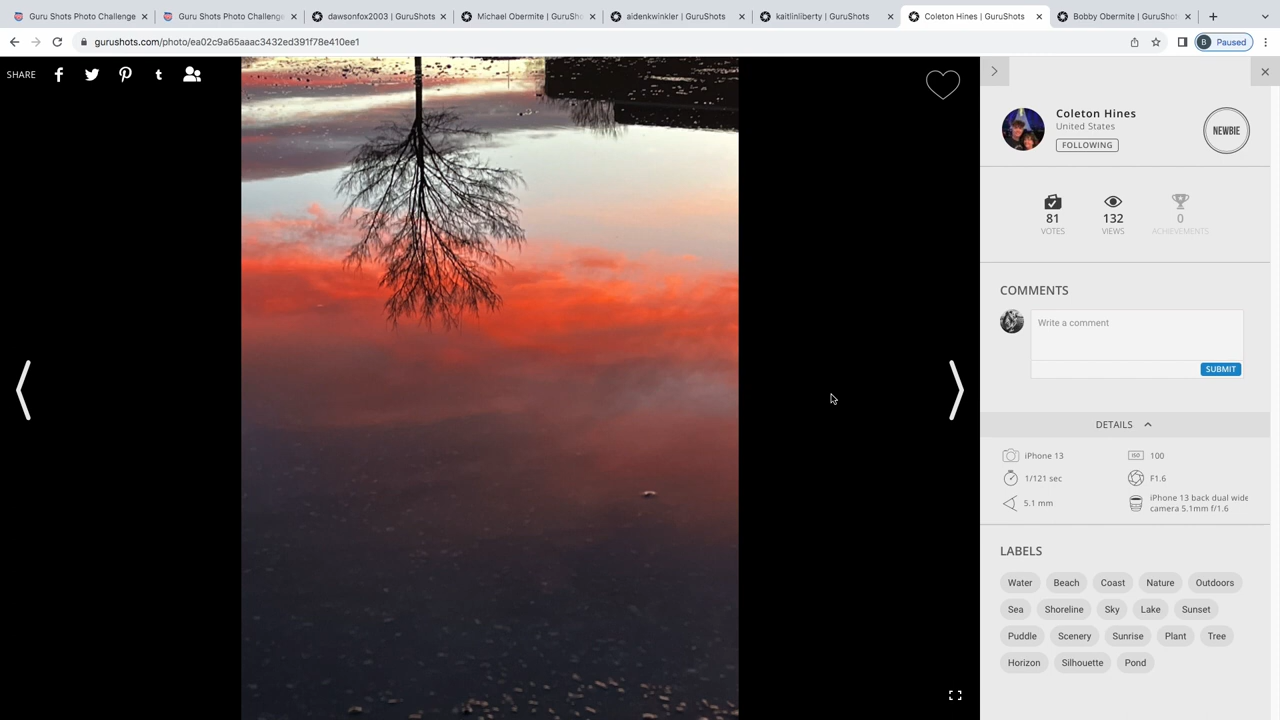 Guru Shots Photo Challenge
Guru Shots Photo Challenge
dawsonfox2003 | GuruShots
Michael Obermite | GuruSho
aidenkwinkler | GuruShots
kaitlinliberty | GuruShots
Coleton Hines | GuruShots
Bobby Obermite | GuruShot
gurushots.com/photo/ea02c9a65aaac3432ed391f78e410ee1
B Paused
SHARE
Coleton Hines
United States
FOLLOWING
NEWBIE
81
132
0
VOTES
VIEWS
ACHIEVEMENTS
COMMENTS
Write a comment
SUBMIT
DETAILS
iPhone 13
ISO 100
1/121 sec
F1.6
5.1 mm
iPhone 13 back dual wide
camera 5.1mm f/1.6
LABELS
Water Beach Coast Nature Outdoors
Sea Shoreline Sky Lake Sunset
Puddle Scenery Sunrise Plant Tree
Horizon Silhouette Pond